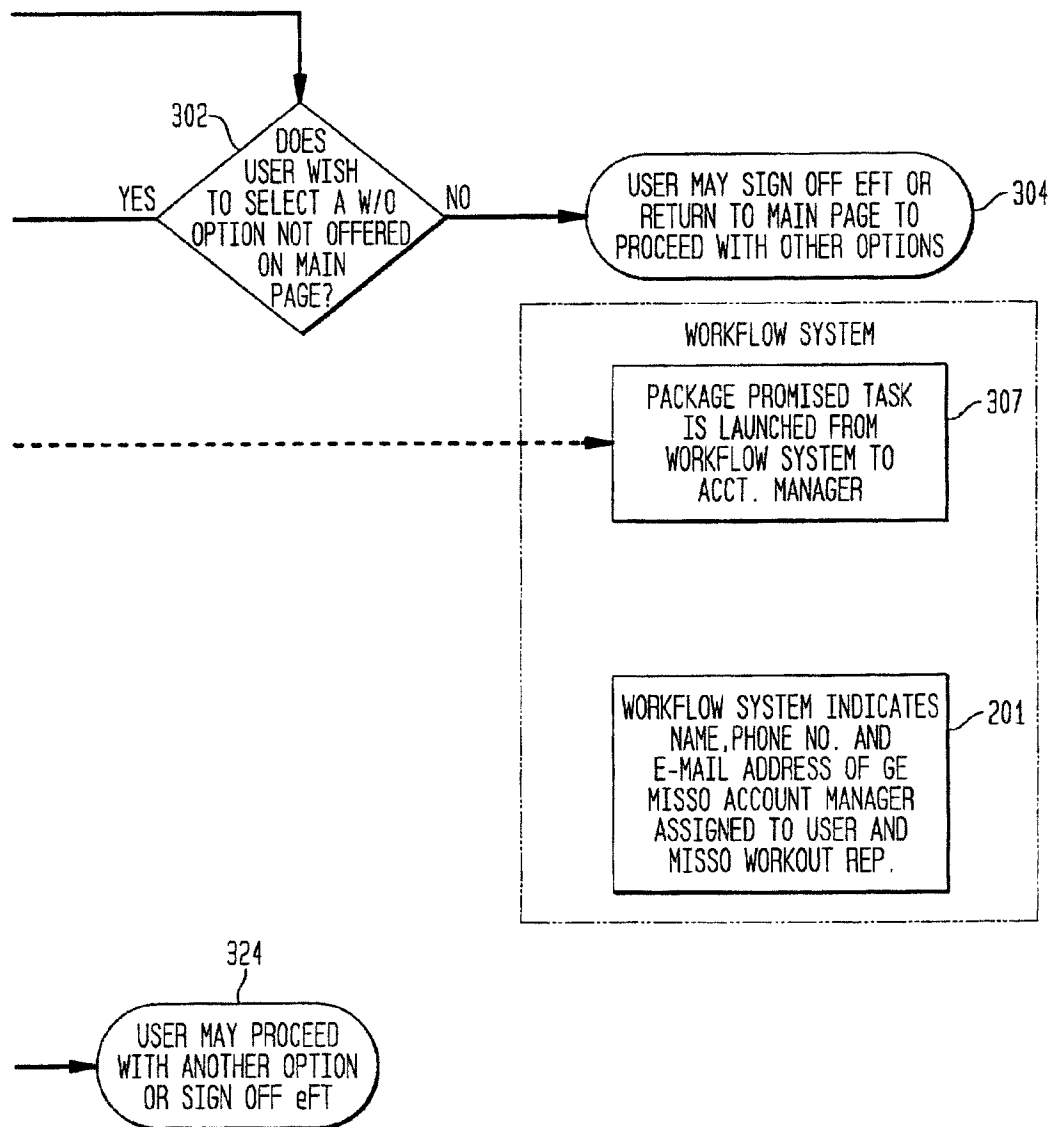 302
DOES
USER WISH
TO SELECT A W/O
OPTION NOT OFFERED
ON MAIN
PAGE?
YES
NO
USER MAY SIGN OFF EFT OR
RETURN TO MAIN PAGE TO
PROCEED WITH OTHER OPTIONS
304
WORKFLOW SYSTEM
PACKAGE PROMISED TASK
IS LAUNCHED FROM
WORKFLOW SYSTEM TO
ACCT. MANAGER
307
WORKFLOW SYSTEM INDICATES
NAME,PHONE NO. AND
E-MAIL ADDRESS OF GE
MISSO ACCOUNT MANAGER
ASSIGNED TO USER AND
MISSO WORKOUT REP.
201
324
USER MAY PROCEED
WITH ANOTHER OPTION
OR SIGN OFF eFT